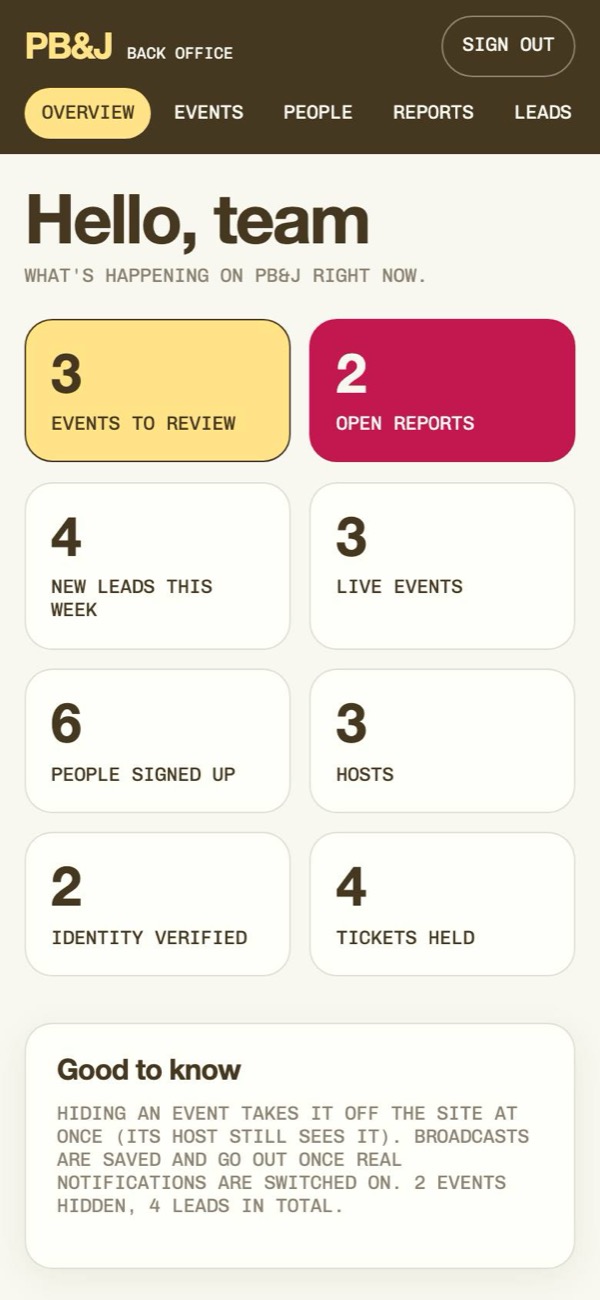 PB&J BACK OFFICE
SIGN OUT
OVERVIEW EVENTS PEOPLE REPORTS LEADS
Hello, team
WHAT'S HAPPENING ON PB&J RIGHT NOW.
3
EVENTS TO REVIEW
2
OPEN REPORTS
4
NEW LEADS THIS
WEEK
3
LIVE EVENTS
6
PEOPLE SIGNED UP
3
HOSTS
2
IDENTITY VERIFIED
4
TICKETS HELD
Good to know
HIDING AN EVENT TAKES IT OFF THE SITE AT
ONCE (ITS HOST STILL SEES IT). BROADCASTS
ARE SAVED AND GO OUT ONCE REAL
NOTIFICATIONS ARE SWITCHED ON. 2 EVENTS
HIDDEN, 4 LEADS IN TOTAL.